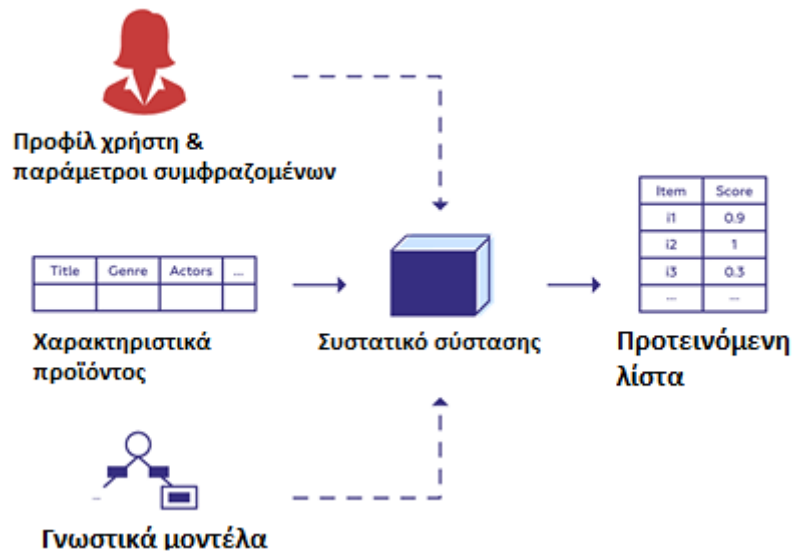 Προφίλ χρήστη &
παράμετροι συμφραζομένων
Title Genre Actors ...
Χαρακτηριστικά
προϊόντος
Συστατικό σύστασης
Item Score
i1 0.9
i2 1
i3 0.3
... ...
Προτεινόμενη
λίστα
...
Γνωστικά μοντέλα